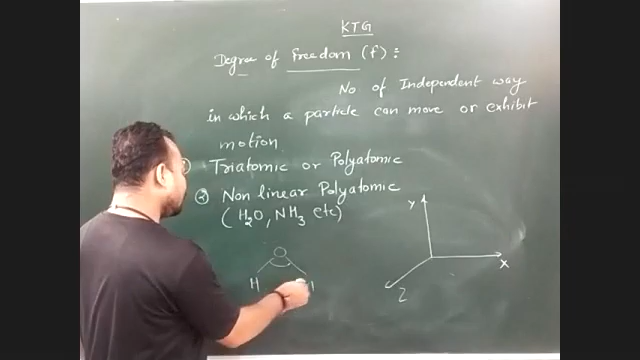 KTG
Degree of freedom (f) :
No of Independent way
in which a particle can move or exhibit
motion
Triatomic or Polyatomic
Non linear Polyatomic
(H₂O, NH₃ etc)
Y
X
Z
O
H